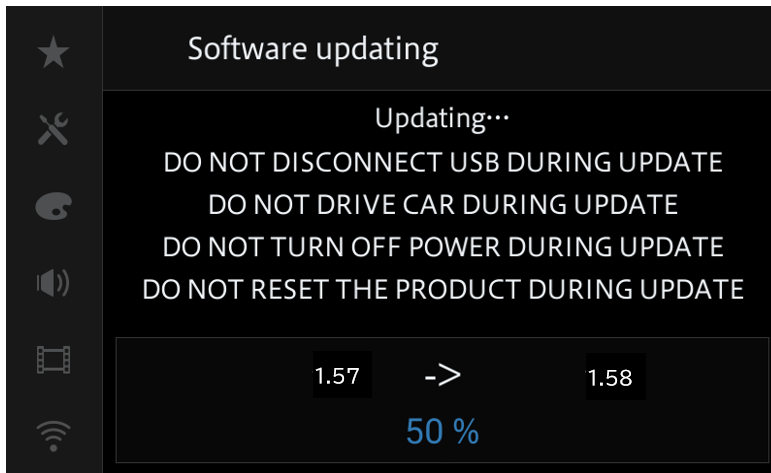 Software updating
Updating···
DO NOT DISCONNECT USB DURING UPDATE
DO NOT DRIVE CAR DURING UPDATE
DO NOT TURN OFF POWER DURING UPDATE
DO NOT RESET THE PRODUCT DURING UPDATE
1.57 -> 1.58
50 %